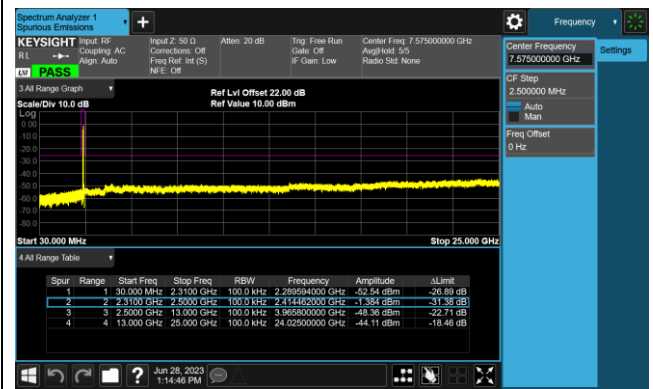 Spectrum Analyzer 1
Spurious Emissions
Frequency
KEYSIGHT Input: RF Input Z: 50 Ω Atten: 20 dB Trig: Free Run Center Freq: 7.575000000 GHz
RL Coupling: AC Corrections: Off Gate: Off Avg|Hold: 5/5
Align: Auto Freq Ref: Int (S) IF Gain: Low Radio Std: None
LXI PASS NFE: Off
Center Frequency
7.575000000 GHz
Settings
CF Step
2.500000 MHz
Auto
Man
Freq Offset
0 Hz
3 All Range Graph
Ref Lvl Offset 22.00 dB
Scale/Div 10.0 dB Ref Value 10.00 dBm
Log
0.00
-10.0
-20.0
-30.0
-40.0
-50.0
-60.0
-70.0
-80.0
Start 30.000 MHz Stop 25.000 GHz
4 All Range Table
Spur Range Start Freq Stop Freq RBW Frequency Amplitude ΔLimit
1 1 30.000 MHz 2.3100 GHz 100.0 kHz 2.289594000 GHz -52.54 dBm -26.89 dB
2 2 2.3100 GHz 2.5000 GHz 100.0 kHz 2.414462000 GHz -1.384 dBm -31.38 dB
3 3 2.5000 GHz 13.000 GHz 100.0 kHz 3.965800000 GHz -48.36 dBm -22.71 dB
4 4 13.000 GHz 25.000 GHz 100.0 kHz 24.02500000 GHz -44.11 dBm -18.46 dB
Jun 28, 2023
1:14:46 PM